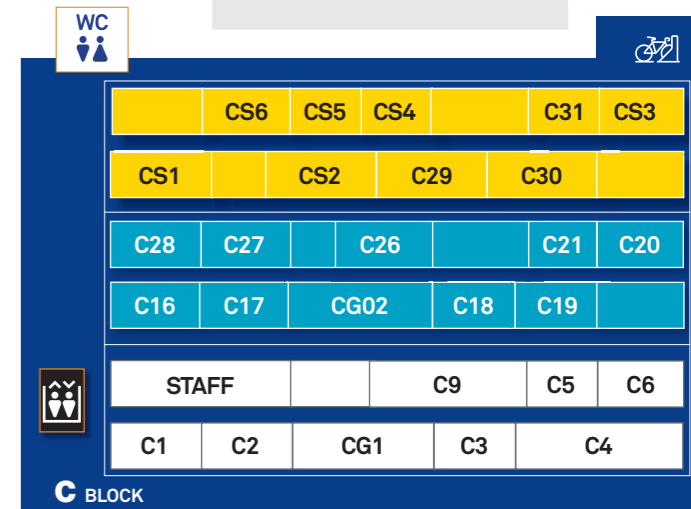 WC
CS6 CS5 CS4 C31 CS3
CS1 CS2 C29 C30
C28 C27 C26 C21 C20
C16 C17 CG02 C18 C19
STAFF C9 C5 C6
C1 C2 CG1 C3 C4
C BLOCK